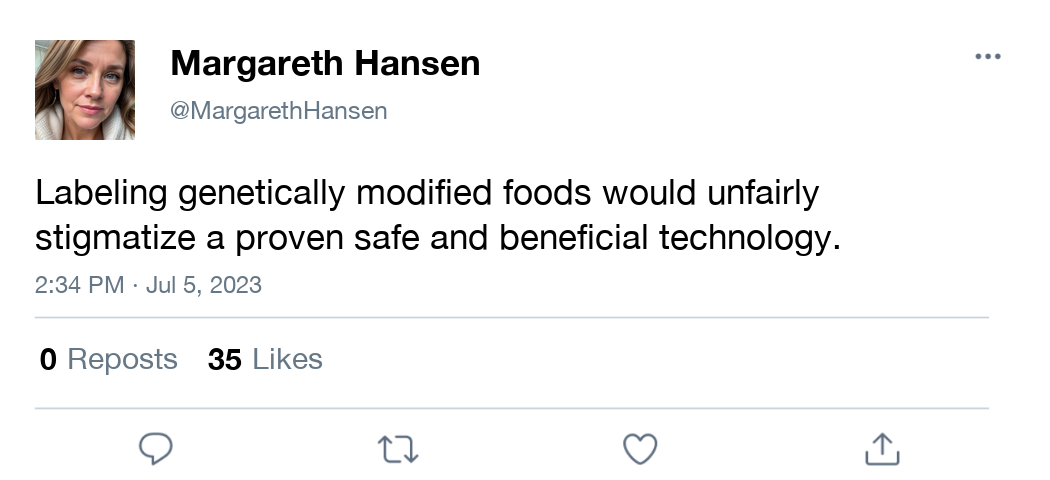 Margareth Hansen
@MargarethHansen
Labeling genetically modified foods would unfairly
stigmatize a proven safe and beneficial technology.
2:34 PM · Jul 5, 2023
0 Reposts 35 Likes